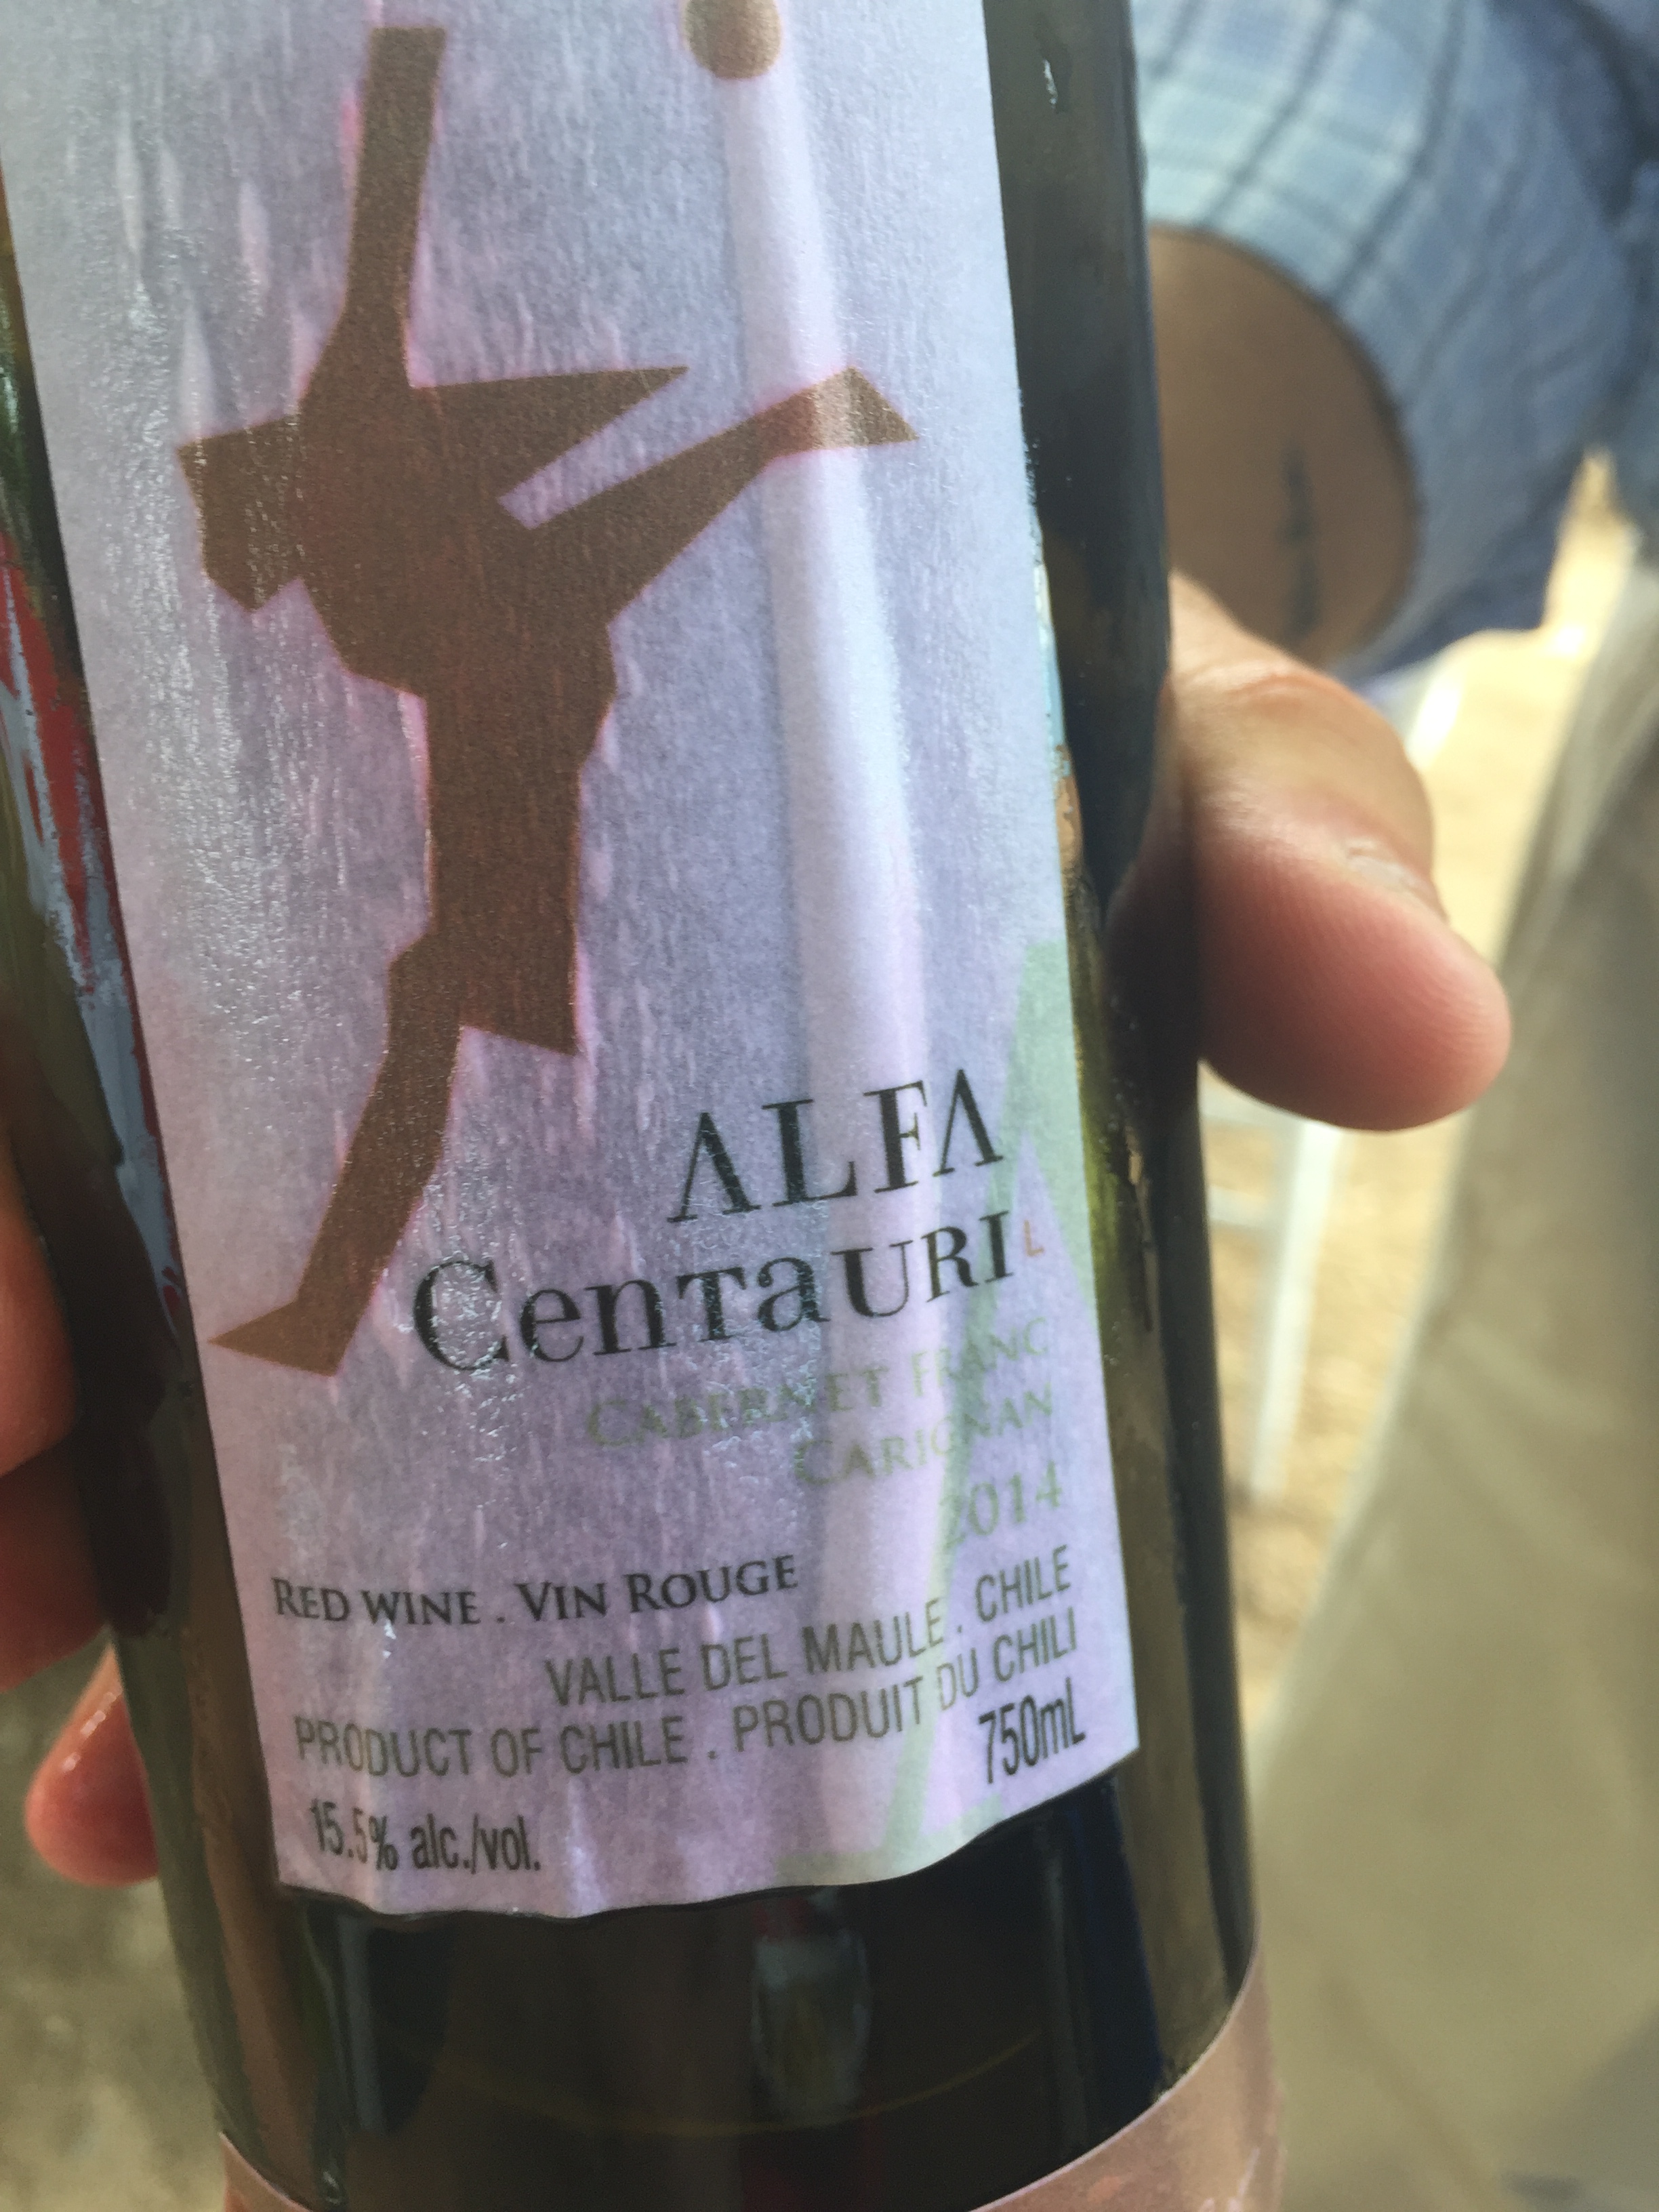 ALFA
CentaURI L
CABERNET FRANC
CARIGNAN
2014
RED WINE . VIN ROUGE
VALLE DEL MAULE . CHILE
PRODUCT OF CHILE . PRODUIT DU CHILI
750mL
15.5% alc./vol.